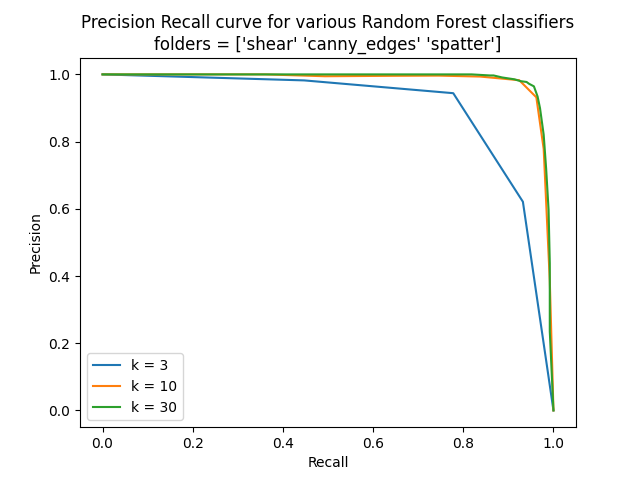 Precision Recall curve for various Random Forest classifiers
folders = ['shear' 'canny_edges' 'spatter']
1.0
0.8
0.6
0.4
0.2
0.0
Precision
k = 3
k = 10
k = 30
0.0 0.2 0.4 0.6 0.8 1.0
Recall